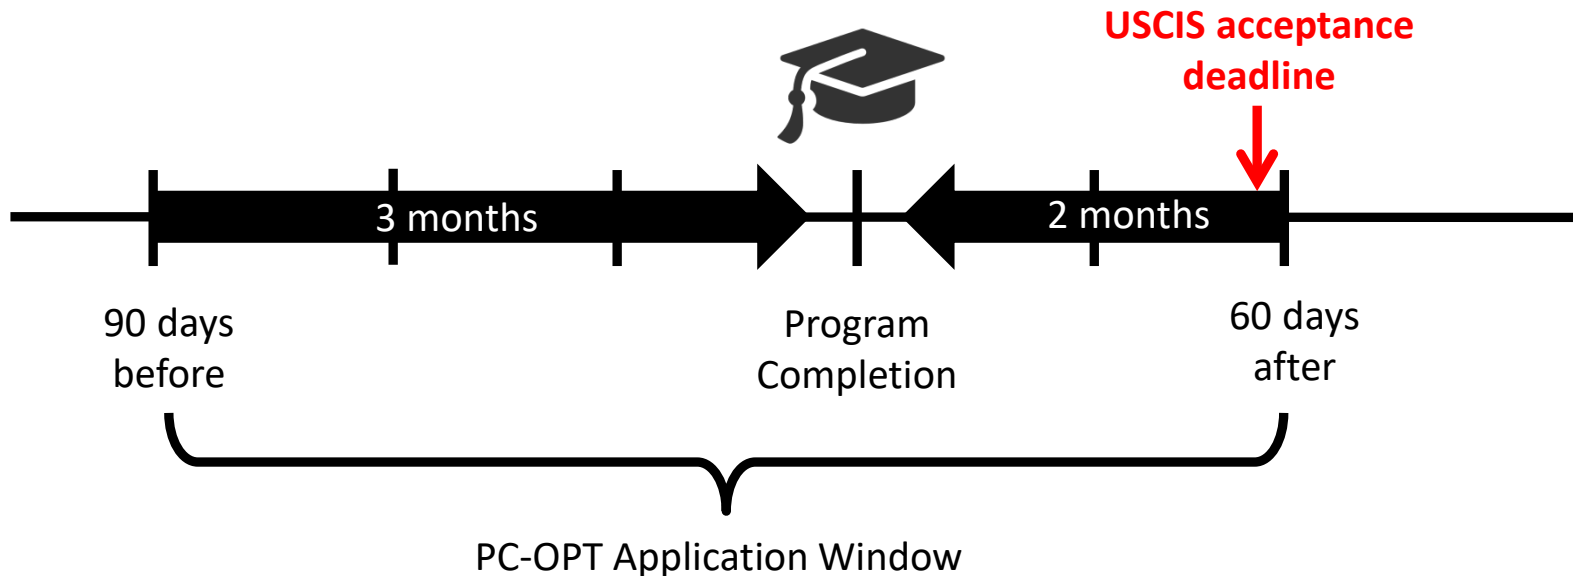 USCIS acceptance
deadline
3 months
2 months
90 days
before
Program
Completion
60 days
after
PC-OPT Application Window